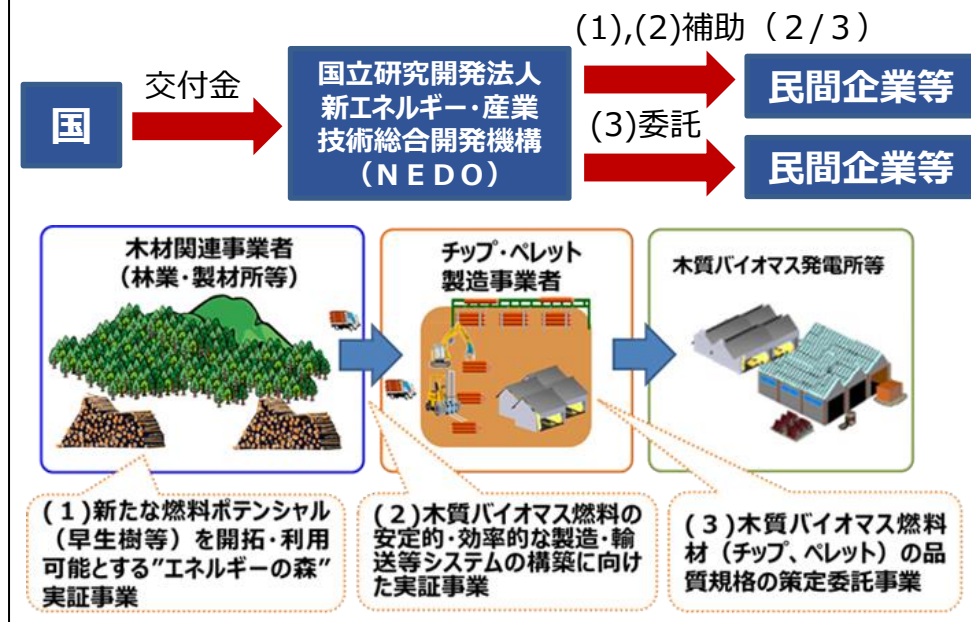 (1),(2)補助（２/３）
国
交付金
国立研究開発法人
新エネルギー・産業
技術総合開発機構
（ＮＥＤＯ）
民間企業等
(3)委託
民間企業等
木材関連事業者
（林業・製材所等）
チップ・ペレット
製造事業者
木質バイオマス発電所等
(１)新たな燃料ポテンシャル
（早生樹等）を開拓・利用
可能とする”エネルギーの森”
実証事業
(２)木質バイオマス燃料の
安定的・効率的な製造・輸
送等システムの構築に向け
た実証事業
(３)木質バイオマス燃料
材（チップ、ペレット）の品
質規格の策定委託事業